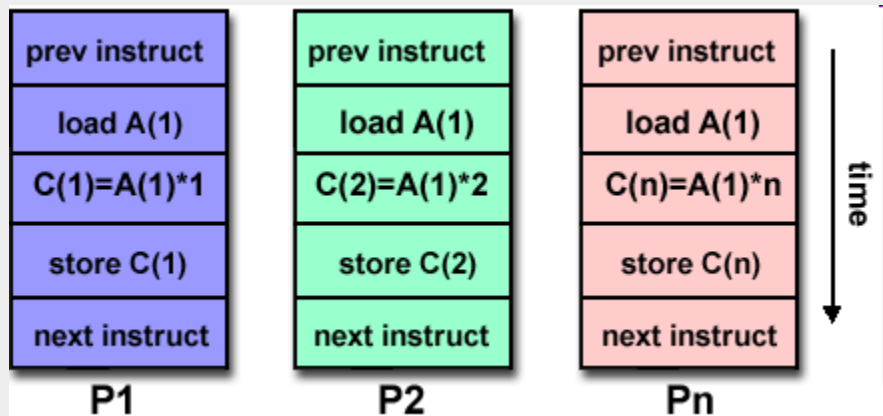 prev instruct
load A(1)
C(1)=A(1)*1
store C(1)
next instruct
P1
prev instruct
load A(1)
C(2)=A(1)*2
store C(2)
next instruct
P2
prev instruct
load A(1)
C(n)=A(1)*n
store C(n)
next instruct
Pn
time